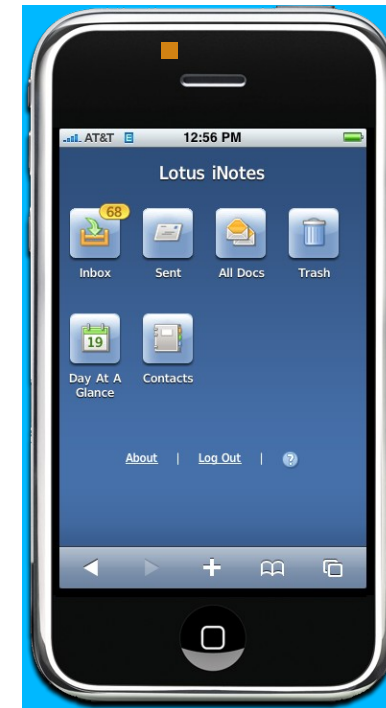 AT&T E 12:56 PM
Lotus iNotes
68
Inbox Sent All Docs Trash
19
Day At A Glance Contacts
About | Log Out | ?